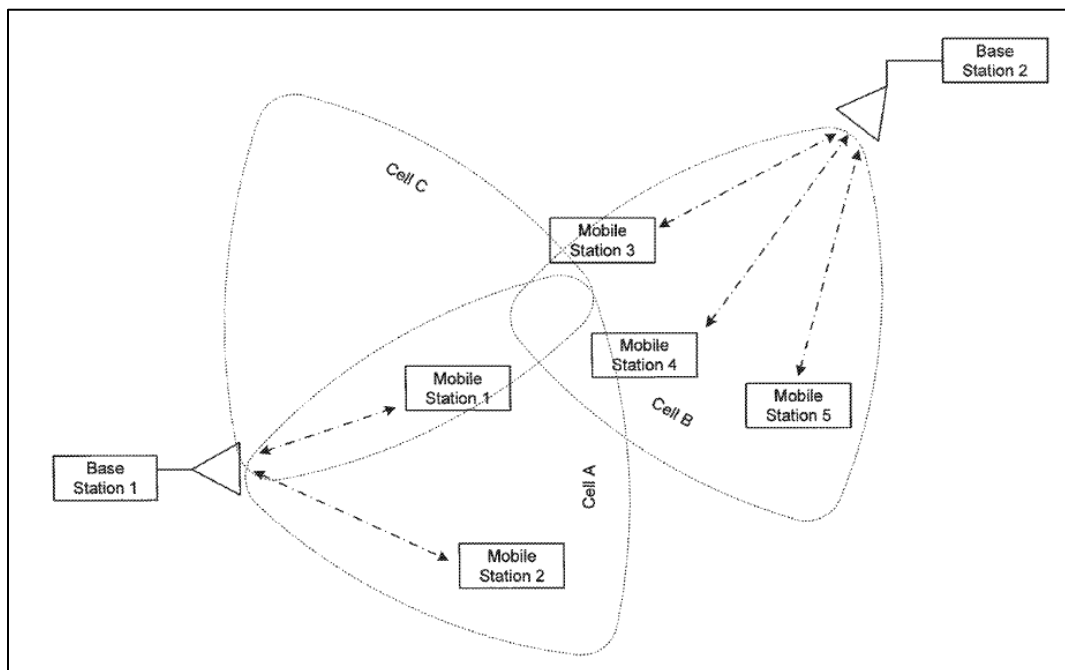 Base
Station 2
Cell C
Mobile
Station 3
Mobile
Station 4
Mobile
Station 1
Mobile
Station 5
Cell B
Base
Station 1
Cell A
Mobile
Station 2